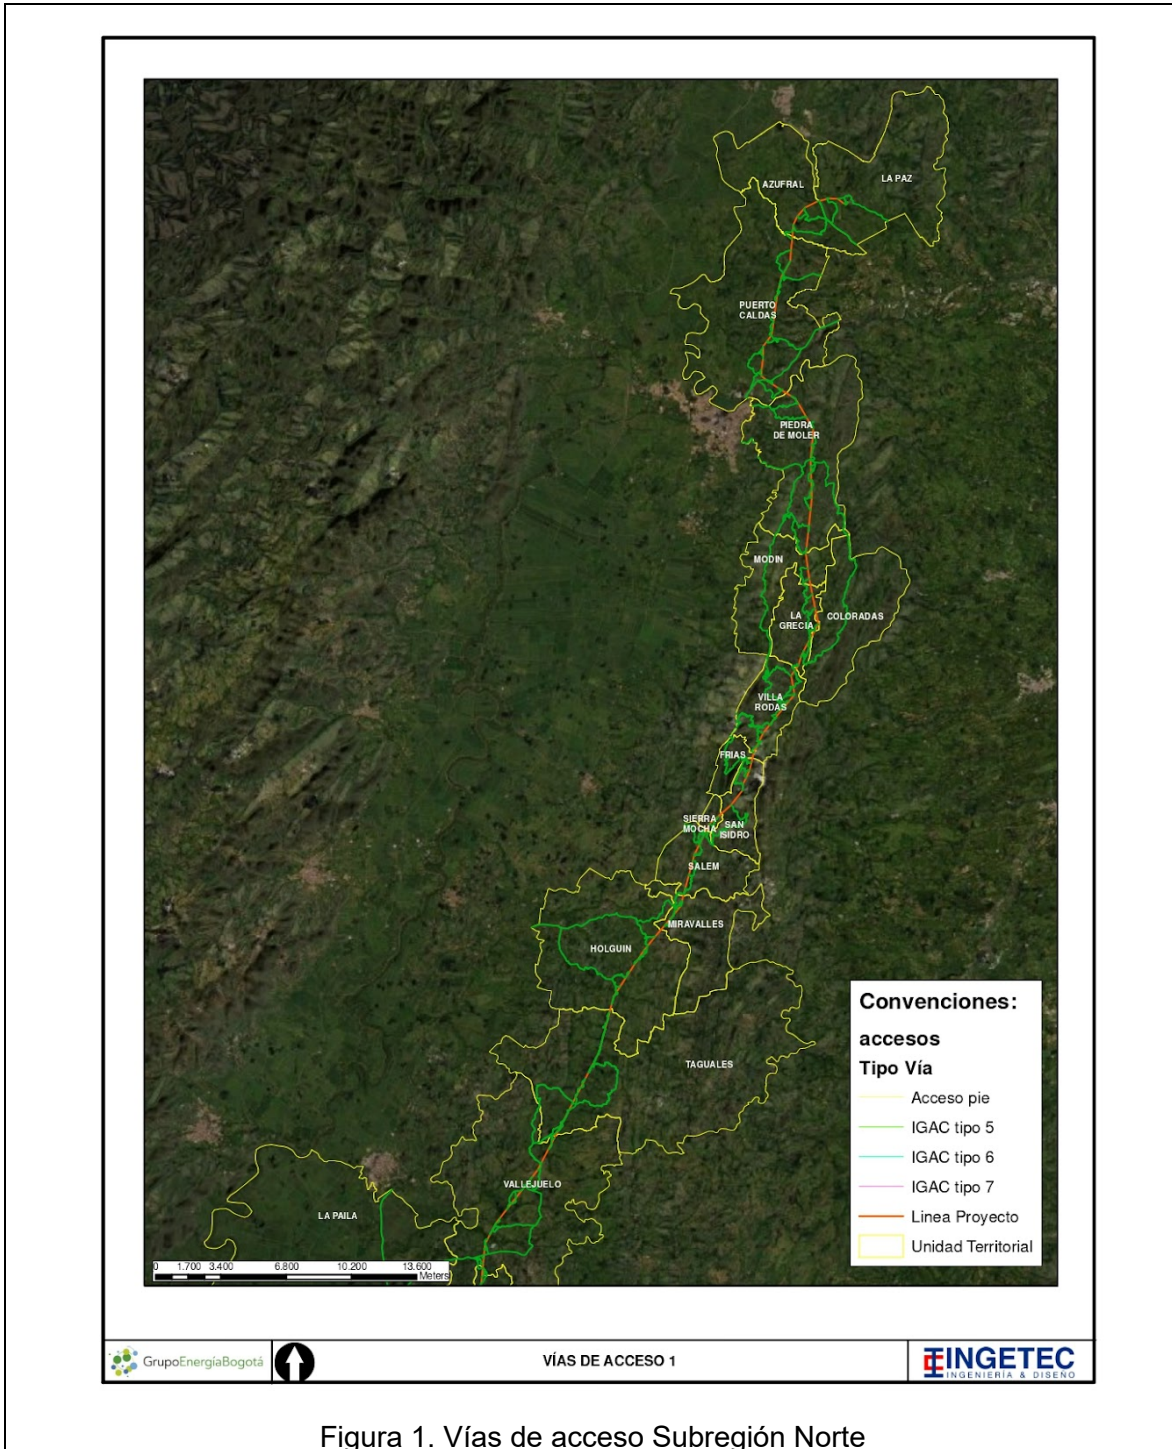 AZUFRAL
LA PAZ
PUERTO
CALDAS
PIEDRA
DE MOLER
MODIN
LA
GRECIA
COLORADAS
VILLA
RODAS
FRIAS
SIERRA
MOCHA
SAN
ISIDRO
SALEM
MIRAVALLES
HOLGUIN
TAGUALES
VALLEJUELO
LA PAILA
Convenciones:
accesos
Tipo Vía
Acceso pie
IGAC tipo 5
IGAC tipo 6
IGAC tipo 7
Linea Proyecto
Unidad Territorial
0 1.700 3.400 6.800 10.200 13.600
Meters
GrupoEnergíaBogotá
VÍAS DE ACCESO 1
INGETEC
INGENIERÍA & DISEÑO
Figura 1. Vías de acceso Subregión Norte